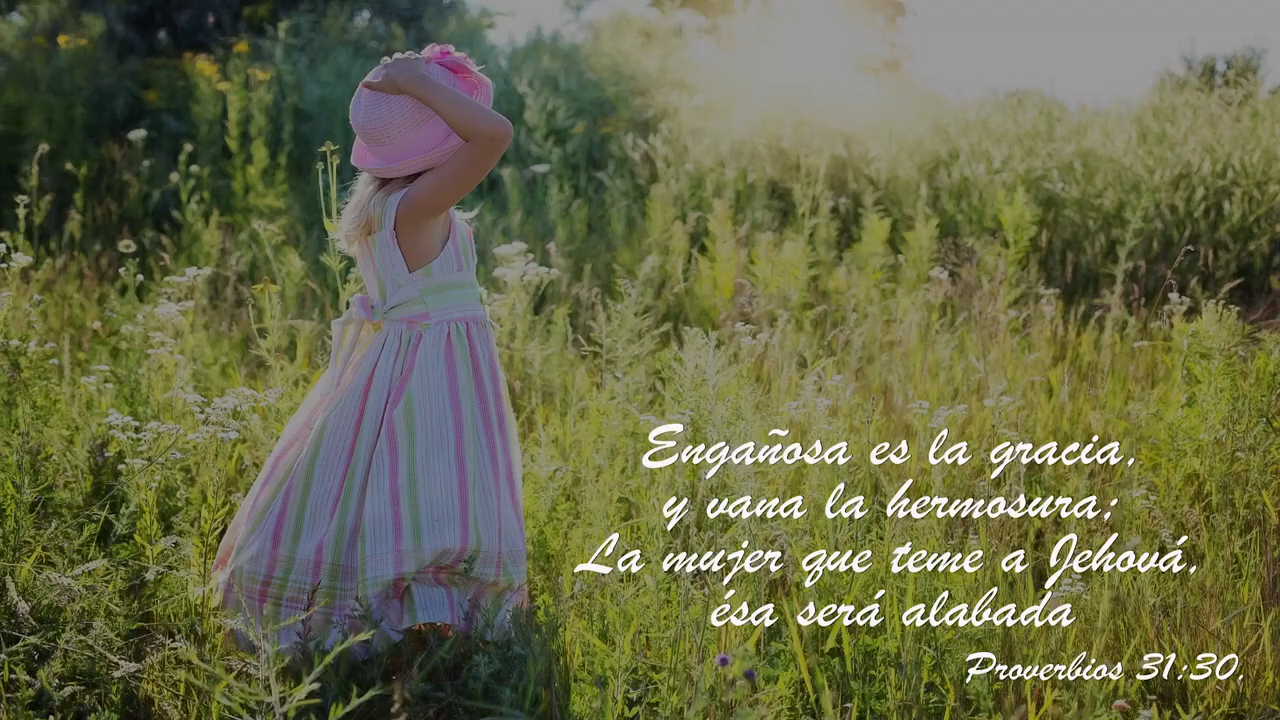 Engañosa es la gracia,
y vana la hermosura;
La mujer que teme a Jehová,
ésa será alabada
Proverbios 31:30.